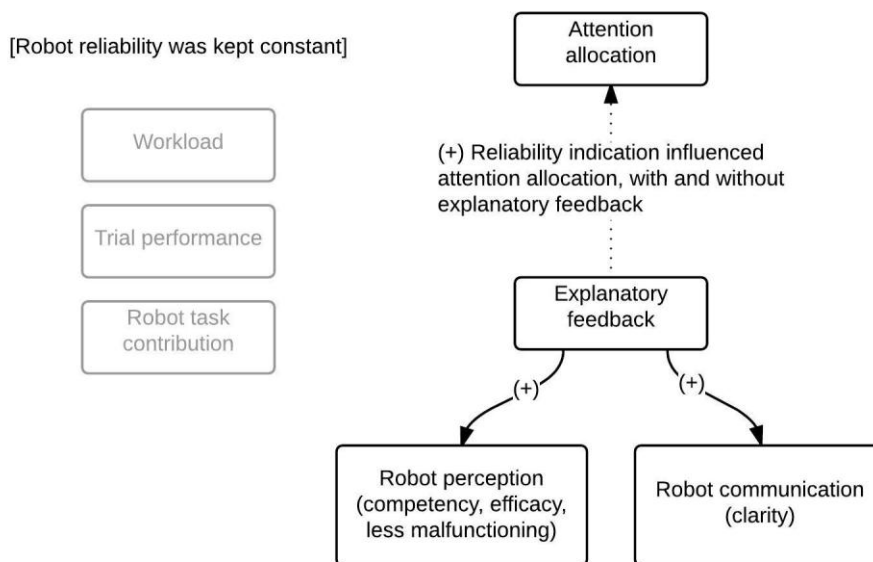 [Robot reliability was kept constant]
Attention
allocation
Workload
(+) Reliability indication influenced
attention allocation, with and without
explanatory feedback
Trial performance
Explanatory
feedback
Robot task
contribution
(+)
(+)
Robot perception
(competency, efficacy,
less malfunctioning)
Robot communication
(clarity)